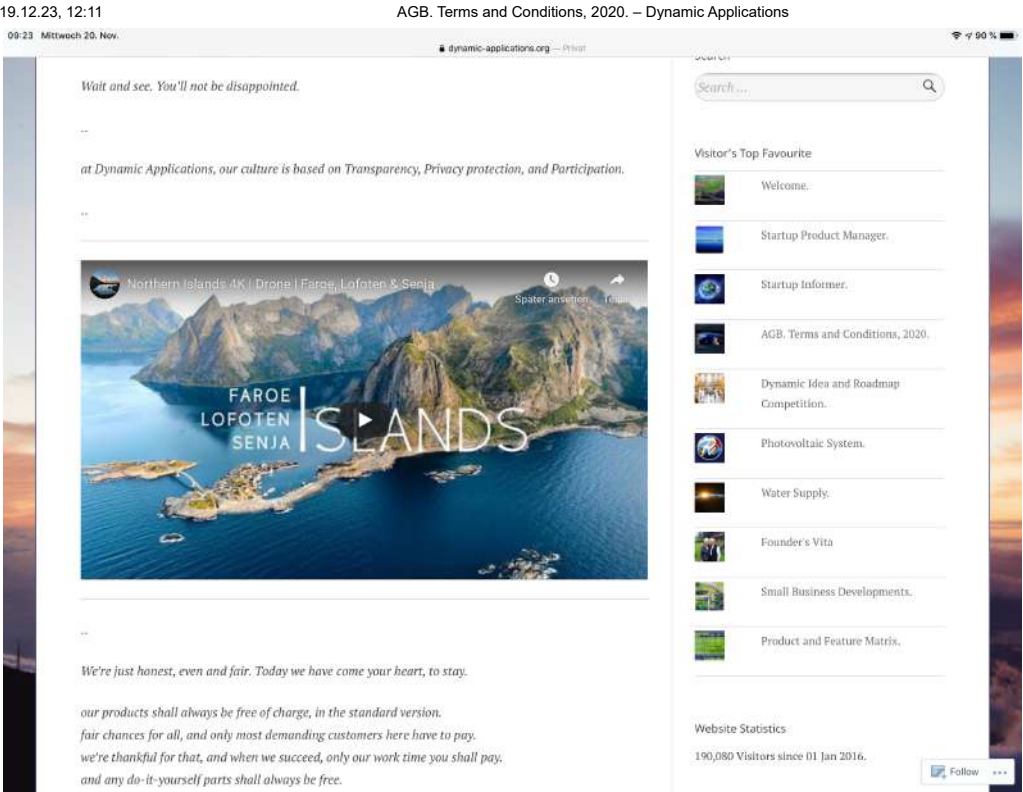 19.12.23, 12:11
AGB. Terms and Conditions, 2020. – Dynamic Applications
09:23 Mittwoch 20. Nov.
90 %
dynamic-applications.org — Privat
Wait and see. You'll not be disappointed.
--
at Dynamic Applications, our culture is based on Transparency, Privacy protection, and Participation.
--
Northern Islands 4K | Drone | Faroe, Lofoten & Senja
Später ansehen
Teilen
FAROE
LOFOTEN
SENJA
ISLANDS
--
We're just honest, even and fair. Today we have come your heart, to stay.
our products shall always be free of charge, in the standard version.
fair chances for all, and only most demanding customers here have to pay.
we're thankful for that, and when we succeed, only our work time you shall pay.
and any do-it-yourself parts shall always be free.
Search
Search ...
Visitor's Top Favourite
Welcome.
Startup Product Manager.
Startup Informer.
AGB. Terms and Conditions, 2020.
Dynamic Idea and Roadmap
Competition.
Photovoltaic System.
Water Supply.
Founder's Vita
Small Business Developments.
Product and Feature Matrix.
Website Statistics
190,080 Visitors since 01 Jan 2016.
Follow